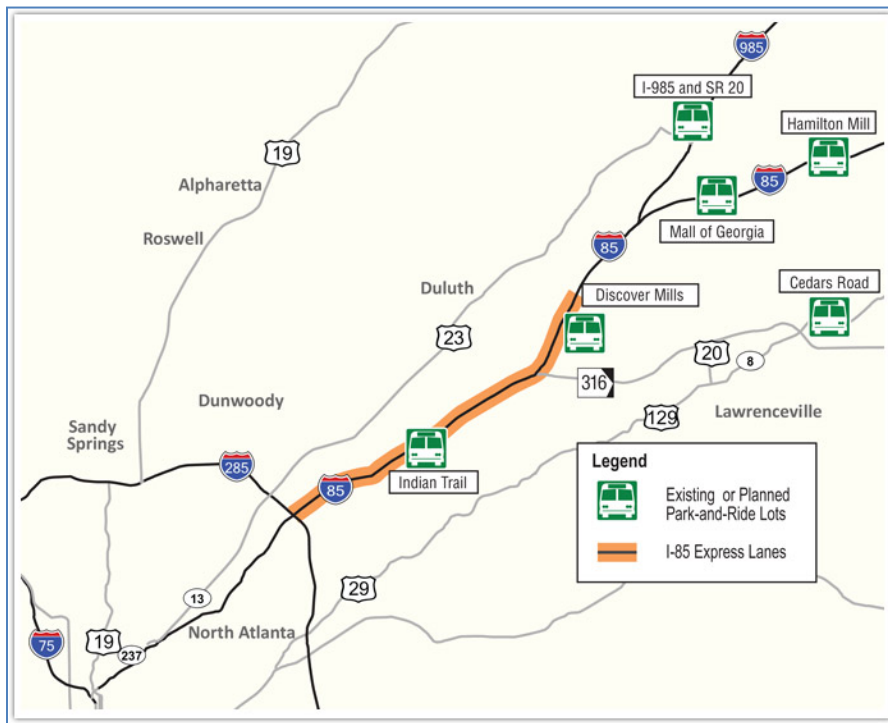 985
I-985 and SR 20
Hamilton Mill
19
85
Alpharetta
Mall of Georgia
Roswell
85
Cedars Road
Duluth
Discover Mills
23
20
8
316
Dunwoody
129
Lawrenceville
Sandy
Springs
285
Indian Trail
85
Legend
Existing or Planned
Park-and-Ride Lots
I-85 Express Lanes
29
13
North Atlanta
19
75
237